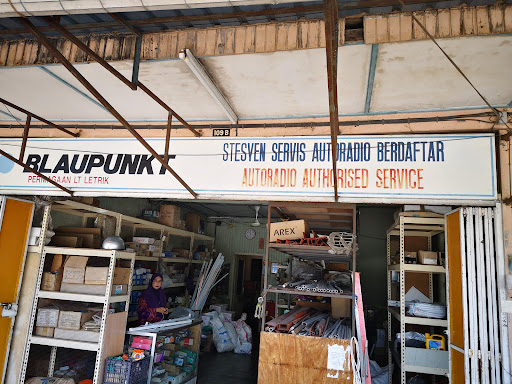 109 B
BLAUPUNKT
PERNIAGAAN LT LETRIK
STESYEN SERVIS AUTORADIO BERDAFTAR
AUTORADIO AUTHORISED SERVICE
AREX